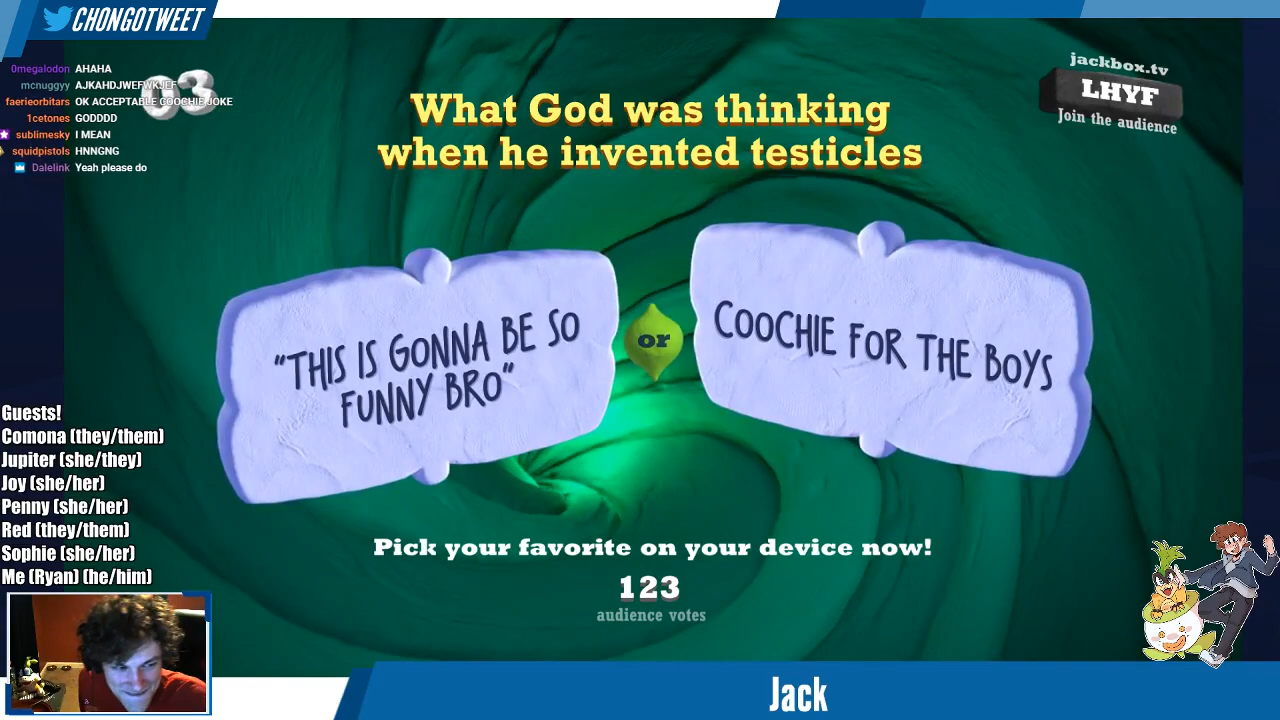 CHONGOTWEET
0megalodon AHAHA
mcnuggyy AJKAHDJWEFWKJEF
faerieorbitars OK ACCEPTABLE COOCHIE JOKE
1cetones GODDDD
sublimesky I MEAN
squidpistols HNNGNG
Dalelink Yeah please do
03
What God was thinking
when he invented testicles
jackbox.tv
LHYF
Join the audience
"THIS IS GONNA BE SO
FUNNY BRO"
or
COOCHIE FOR THE BOYS
Guests!
Comona (they/them)
Jupiter (she/they)
Joy (she/her)
Penny (she/her)
Red (they/them)
Sophie (she/her)
Me (Ryan) (he/him)
Pick your favorite on your device now!
123
audience votes
Jack